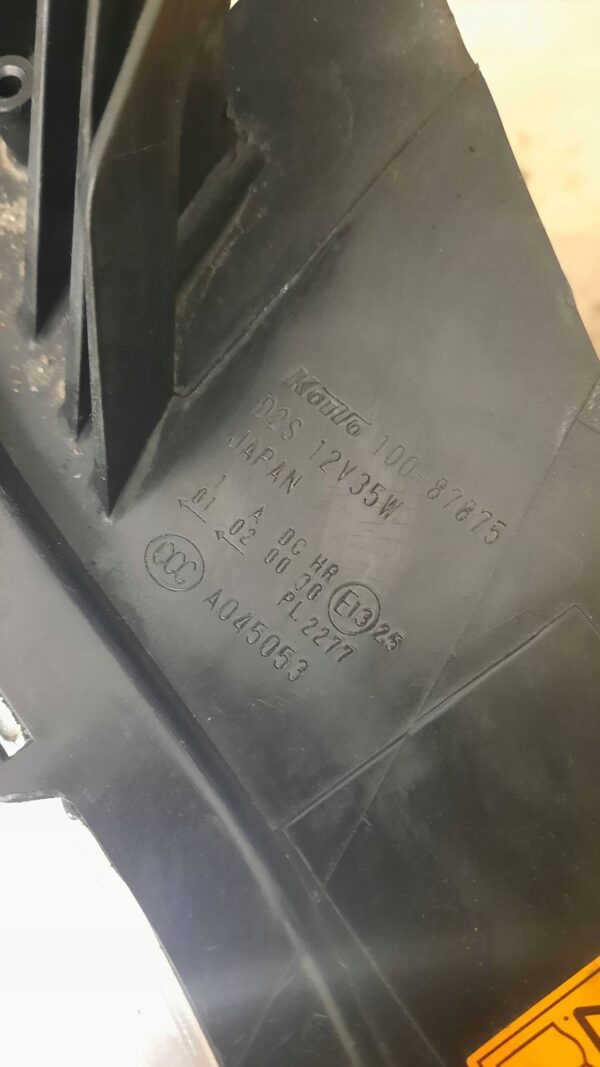 Koito 100-87875
D2S 12V35W
JAPAN
1 A DC HR
01 02 00 00 E13 25
PL 2277
CCC A045053